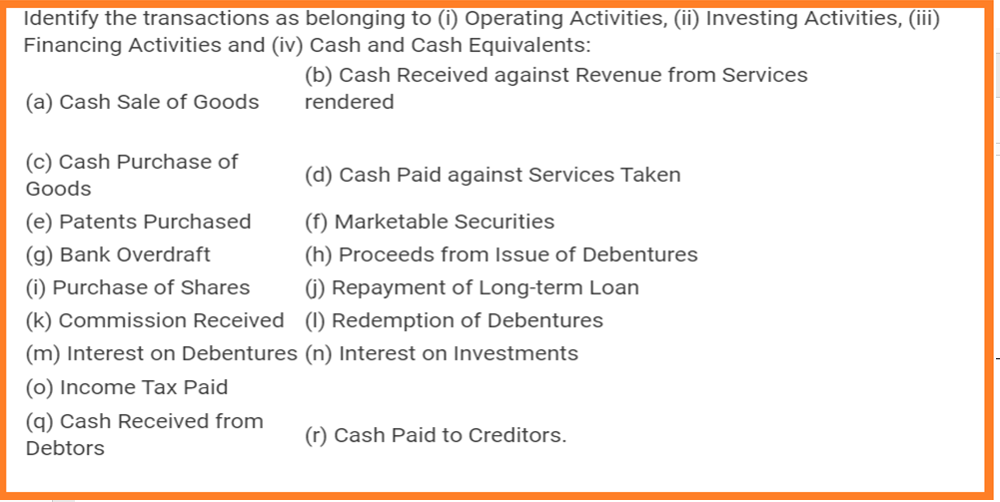 Identify the transactions as belonging to (i) Operating Activities, (ii) Investing Activities, (iii)
Financing Activities and (iv) Cash and Cash Equivalents:
(a) Cash Sale of Goods
(b) Cash Received against Revenue from Services
rendered
(c) Cash Purchase of
Goods
(d) Cash Paid against Services Taken
(e) Patents Purchased
(f) Marketable Securities
(g) Bank Overdraft
(h) Proceeds from Issue of Debentures
(i) Purchase of Shares
(j) Repayment of Long-term Loan
(k) Commission Received
(l) Redemption of Debentures
(m) Interest on Debentures
(n) Interest on Investments
(o) Income Tax Paid
(q) Cash Received from
Debtors
(r) Cash Paid to Creditors.